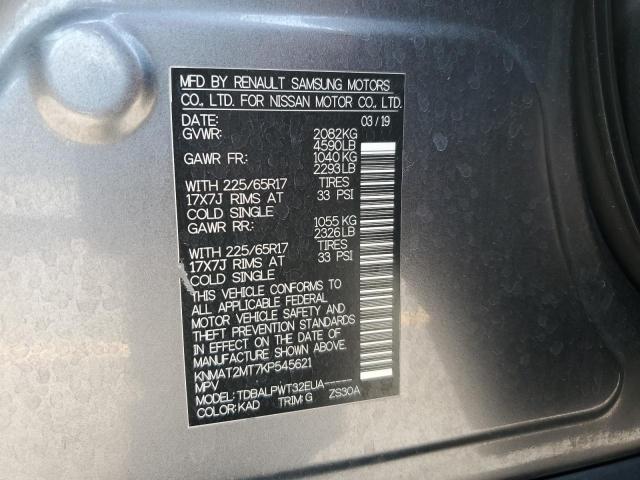 MFD BY RENAULT SAMSUNG MOTORS
CO., LTD. FOR NISSAN MOTOR CO., LTD.
DATE: 03/19
GVWR: 2082KG
4590LB
GAWR FR: 1040KG
2293LB
WITH 225/65R17 TIRES
17X7J RIMS AT 33 PSI
COLD SINGLE
GAWR RR: 1055KG
2326LB
WITH 225/65R17 TIRES
17X7J RIMS AT 33 PSI
COLD SINGLE
THIS VEHICLE CONFORMS TO
ALL APPLICABLE FEDERAL
MOTOR VEHICLE SAFETY AND
THEFT PREVENTION STANDARDS
IN EFFECT ON THE DATE OF
MANUFACTURE SHOWN ABOVE.
KNMAT2MT7KP545621
MPV
MODEL: TDBALPWT32EUA-----
COLOR: KAD TRIM: G ZS30A